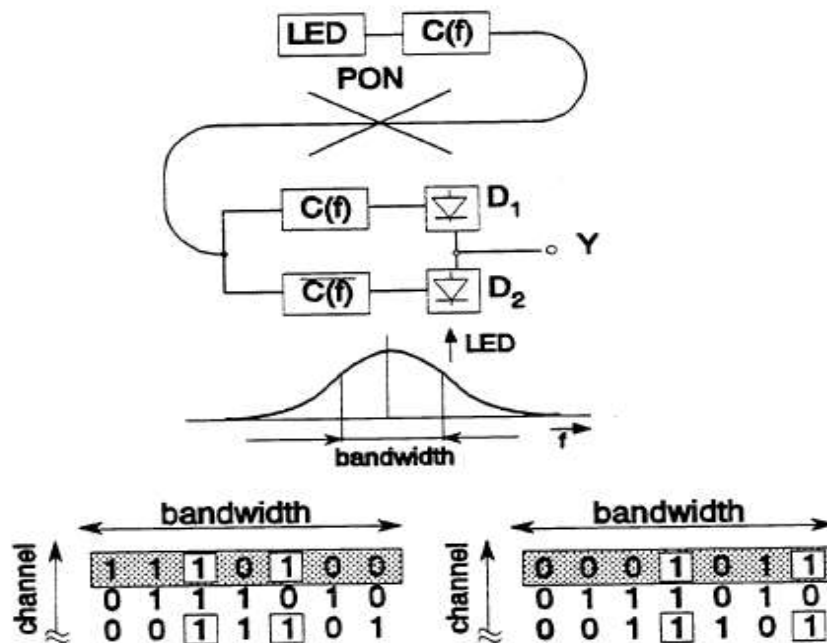 LED C(f)
PON
C(f) D₁
Y
C̅(̅f̅)̅ D₂
LED
f
bandwidth
bandwidth
channel
1 1 1 0 1 0 0
0 1 1 1 0 1 0
0 0 1 1 1 0 1
bandwidth
channel
0 0 0 1 0 1 1
0 1 1 1 0 1 0
0 0 1 1 1 0 1